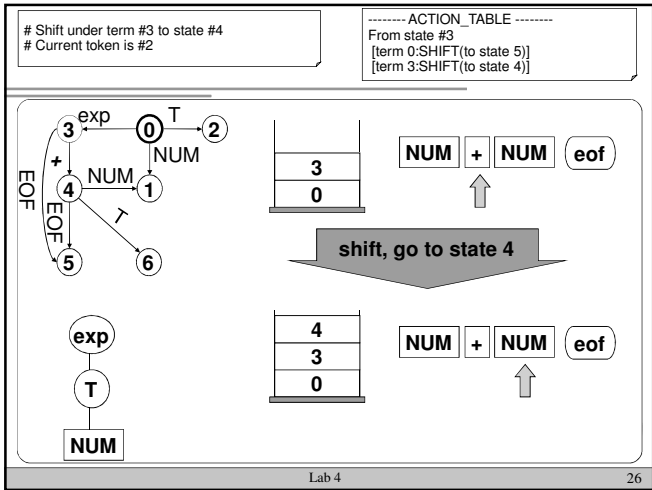 # Shift under term #3 to state #4
# Current token is #2
-------- ACTION_TABLE --------
From state #3
[term 0:SHIFT(to state 5)]
[term 3:SHIFT(to state 4)]
3 exp 0 T 2
+ NUM
EOF 4 NUM 1
EOF T
5 6
3
0
NUM + NUM eof
shift, go to state 4
exp
T
NUM
4
3
0
NUM + NUM eof
Lab 4 26